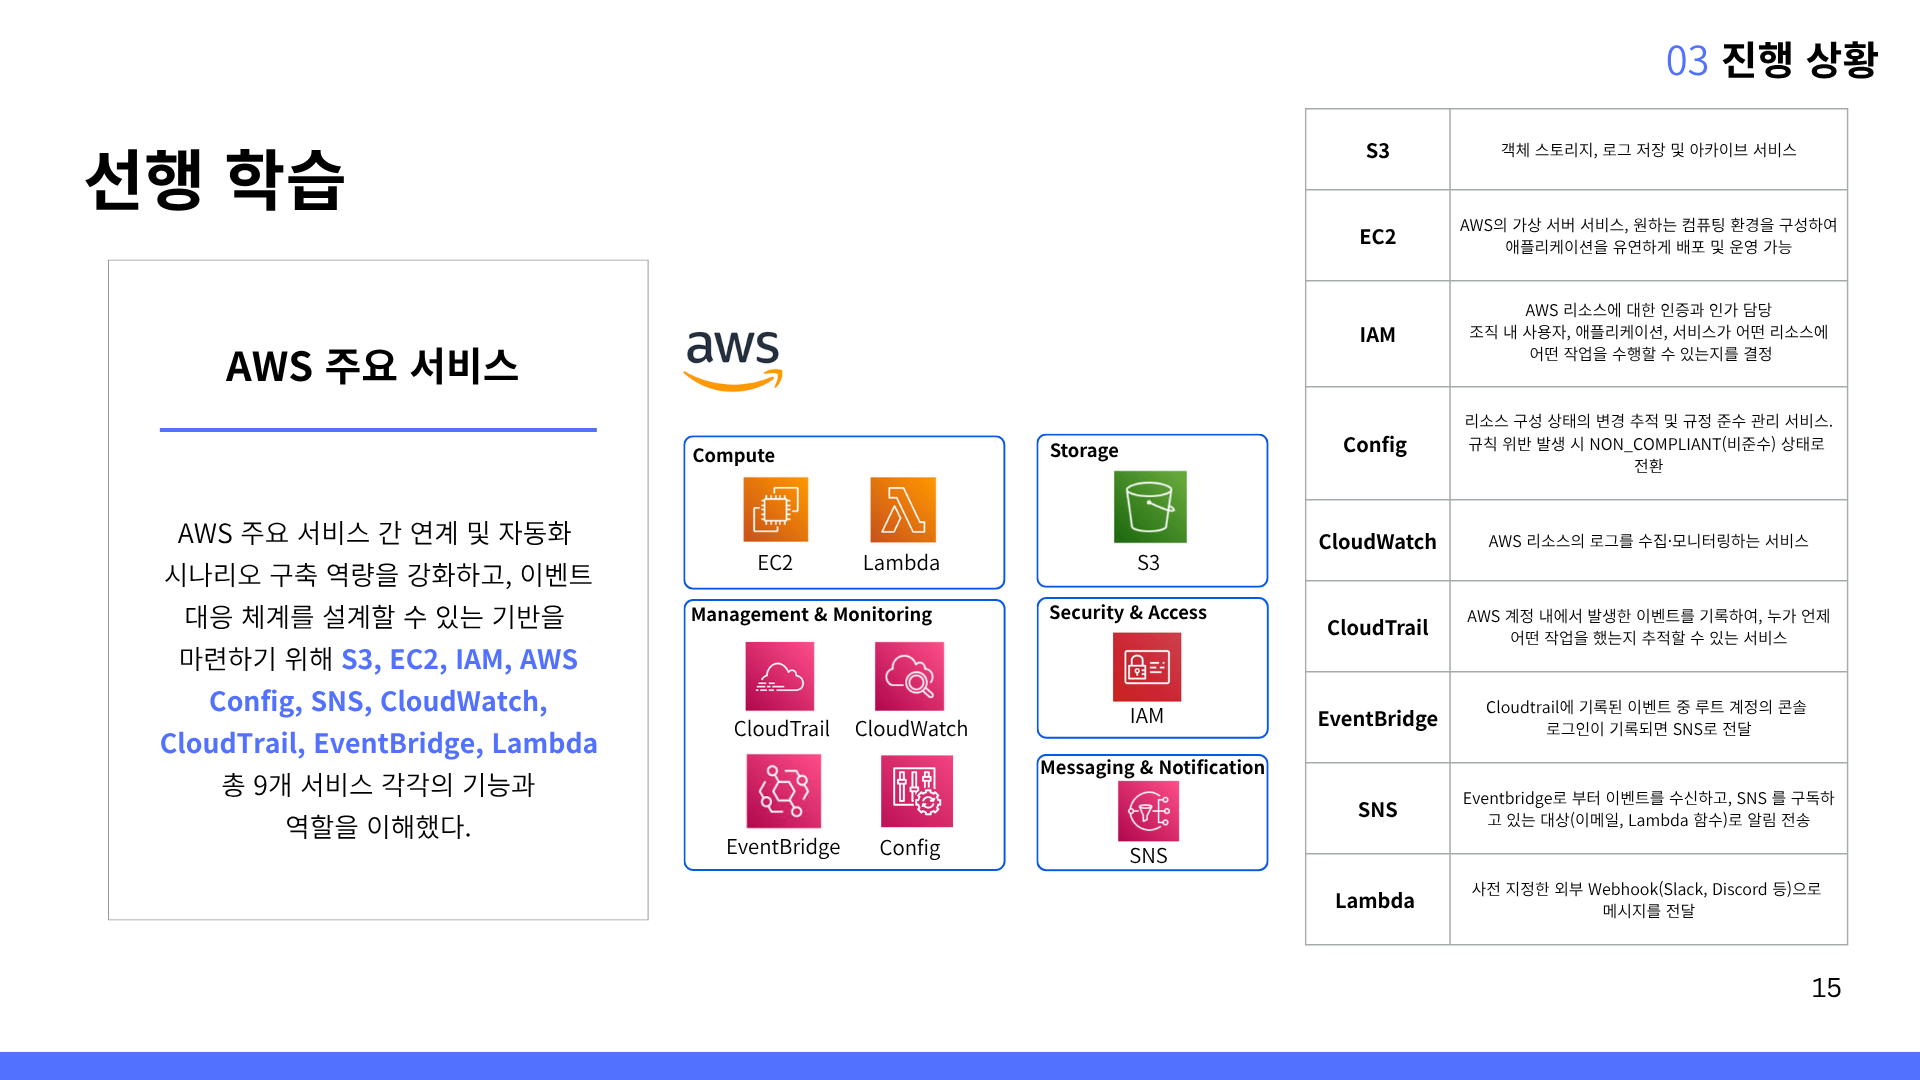 03 진행 상황
선행 학습
AWS 주요 서비스
AWS 주요 서비스 간 연계 및 자동화
시나리오 구축 역량을 강화하고, 이벤트
대응 체계를 설계할 수 있는 기반을
마련하기 위해 S3, EC2, IAM, AWS
Config, SNS, CloudWatch,
CloudTrail, EventBridge, Lambda
총 9개 서비스 각각의 기능과
역할을 이해했다.
aws
Compute
EC2
Lambda
Storage
S3
Management & Monitoring
CloudTrail
CloudWatch
EventBridge
Config
Security & Access
IAM
Messaging & Notification
SNS
S3
객체 스토리지, 로그 저장 및 아카이브 서비스
EC2
AWS의 가상 서버 서비스, 원하는 컴퓨팅 환경을 구성하여
애플리케이션을 유연하게 배포 및 운영 가능
IAM
AWS 리소스에 대한 인증과 인가 담당
조직 내 사용자, 애플리케이션, 서비스가 어떤 리소스에
어떤 작업을 수행할 수 있는지를 결정
Config
리소스 구성 상태의 변경 추적 및 규정 준수 관리 서비스.
규칙 위반 발생 시 NON_COMPLIANT(비준수) 상태로
전환
CloudWatch
AWS 리소스의 로그를 수집·모니터링하는 서비스
CloudTrail
AWS 계정 내에서 발생한 이벤트를 기록하여, 누가 언제
어떤 작업을 했는지 추적할 수 있는 서비스
EventBridge
Cloudtrail에 기록된 이벤트 중 루트 계정의 콘솔
로그인이 기록되면 SNS로 전달
SNS
Eventbridge로 부터 이벤트를 수신하고, SNS 를 구독하
고 있는 대상(이메일, Lambda 함수)로 알림 전송
Lambda
사전 지정한 외부 Webhook(Slack, Discord 등)으로
메시지를 전달
15